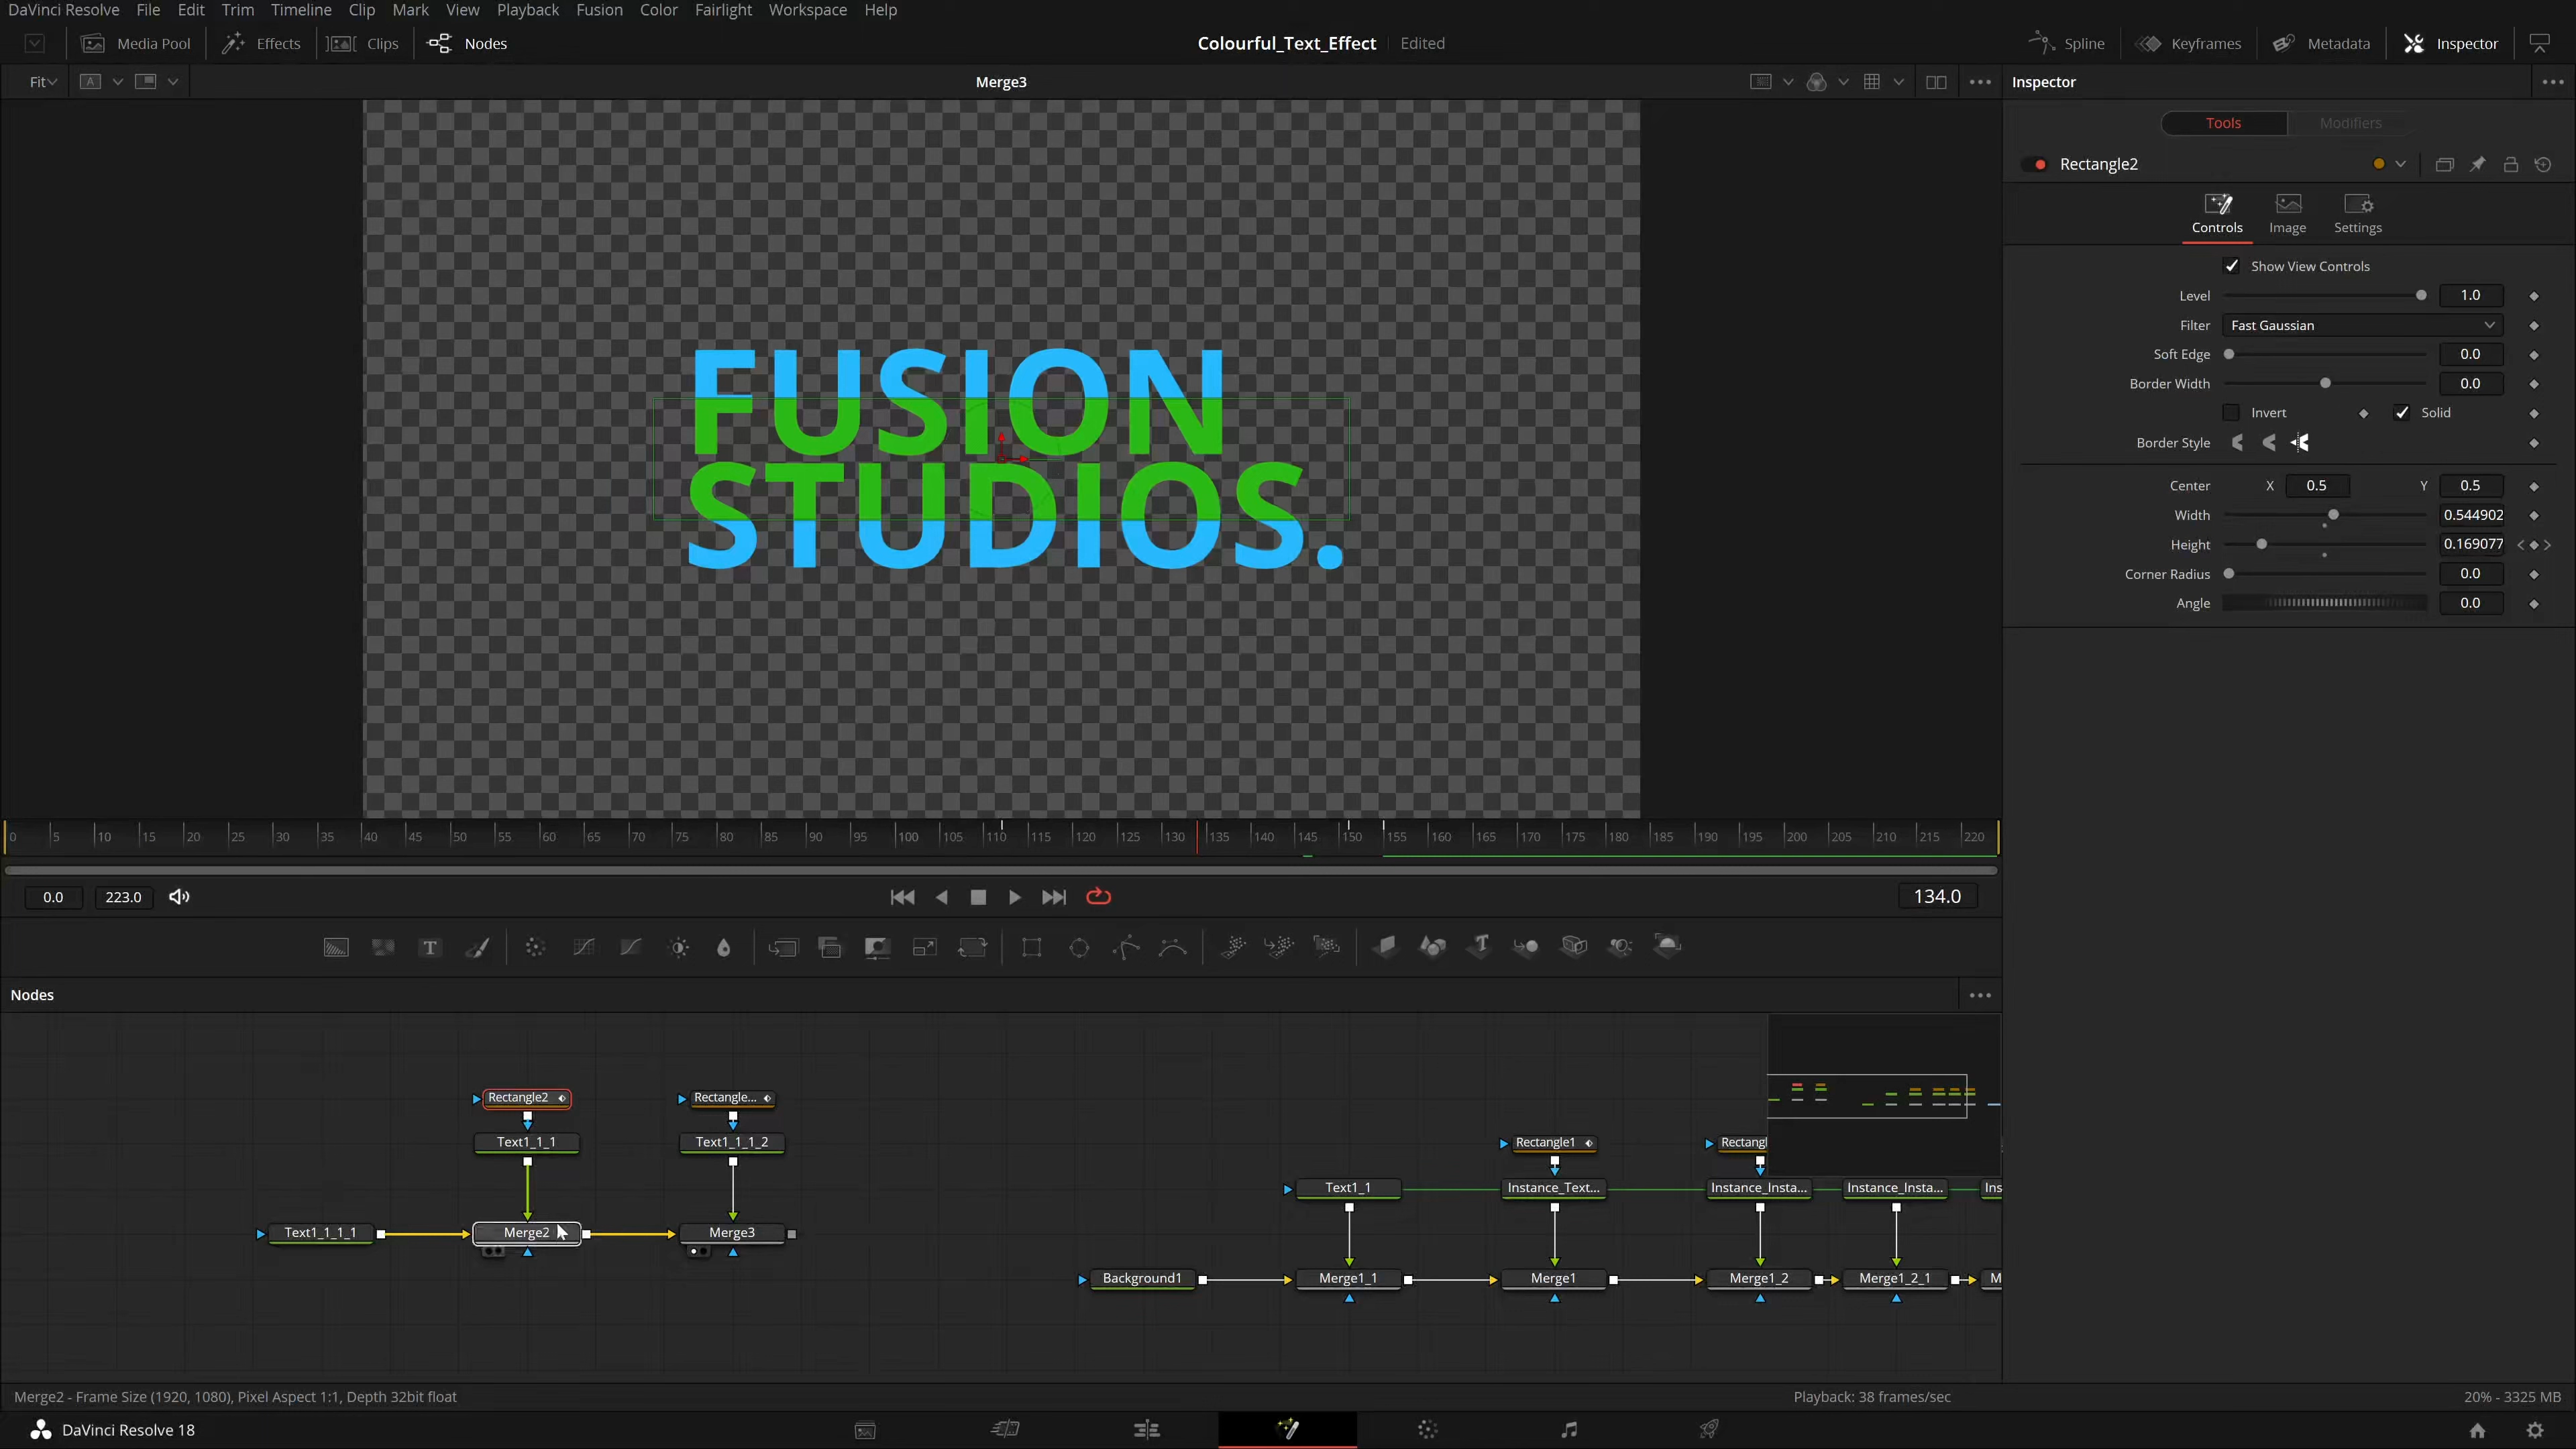 DaVinci Resolve File Edit Trim Timeline Clip Mark View Playback Fusion Color Fairlight Workspace Help
Media Pool Effects Clips Nodes Colourful_Text_Effect Edited Spline Keyframes Metadata Inspector
Fit A Merge3 Inspector
Tools Modifiers
Rectangle2
Controls Image Settings
Show View Controls
Level 1.0
Filter Fast Gaussian
Soft Edge 0.0
Border Width 0.0
Invert Solid
Border Style
Center X 0.5 Y 0.5
Width 0.544902
Height 0.169077
Corner Radius 0.0
Angle 0.0
FUSION
STUDIOS.
0 5 10 15 20 25 30 35 40 45 50 55 60 65 70 75 80 85 90 95 100 105 110 115 120 125 130 135 140 145 150 155 160 165 170 175 180 185 190 195 200 205 210 215 220
0.0 223.0 134.0
Nodes
Rectangle2 Rectangle...
Text1_1_1 Text1_1_1_2
Rectangle1 Rectangl
Text1_1 Instance_Text... Instance_Insta... Instance_Insta... Ins
Text1_1_1_1 Merge2 Merge3
Background1 Merge1_1 Merge1 Merge1_2 Merge1_2_1 M
Merge2 - Frame Size (1920, 1080), Pixel Aspect 1:1, Depth 32bit float Playback: 38 frames/sec 20% - 3325 MB
DaVinci Resolve 18